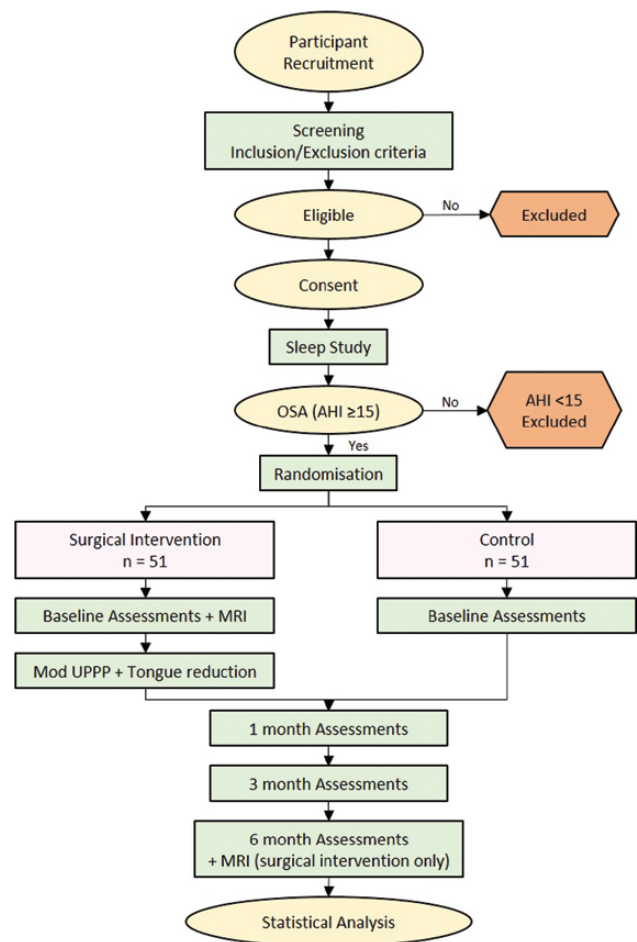 Participant
Recruitment
Screening
Inclusion/Exclusion criteria
Eligible
No
Excluded
Consent
Sleep Study
OSA (AHI ≥15)
No
AHI <15
Excluded
Yes
Randomisation
Surgical Intervention
n = 51
Control
n = 51
Baseline Assessments + MRI
Baseline Assessments
Mod UPPP + Tongue reduction
1 month Assessments
3 month Assessments
6 month Assessments
+ MRI (surgical intervention only)
Statistical Analysis